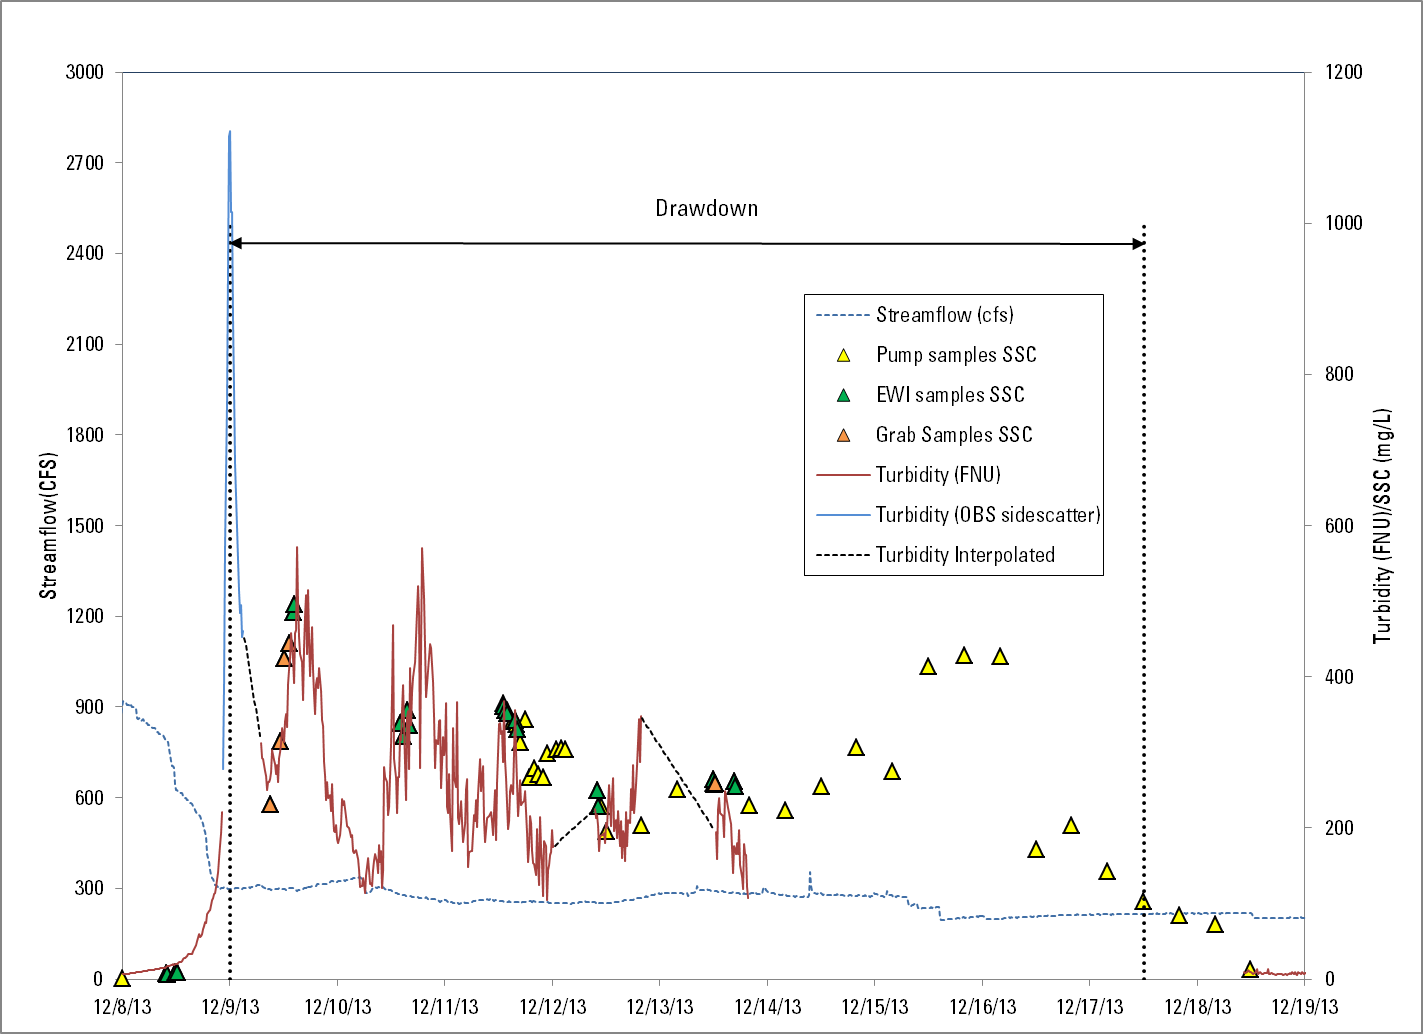 3000
2700
2400
2100
1800
1500
1200
900
600
300
0
Streamflow(CFS)
1200
1000
800
600
400
200
0
Turbidity (FNU)/SSC (mg/L)
Drawdown
Streamflow (cfs)
Pump samples SSC
EWI samples SSC
Grab Samples SSC
Turbidity (FNU)
Turbidity (OBS sidescatter)
Turbidity Interpolated
12/8/13 12/9/13 12/10/13 12/11/13 12/12/13 12/13/13 12/14/13 12/15/13 12/16/13 12/17/13 12/18/13 12/19/13